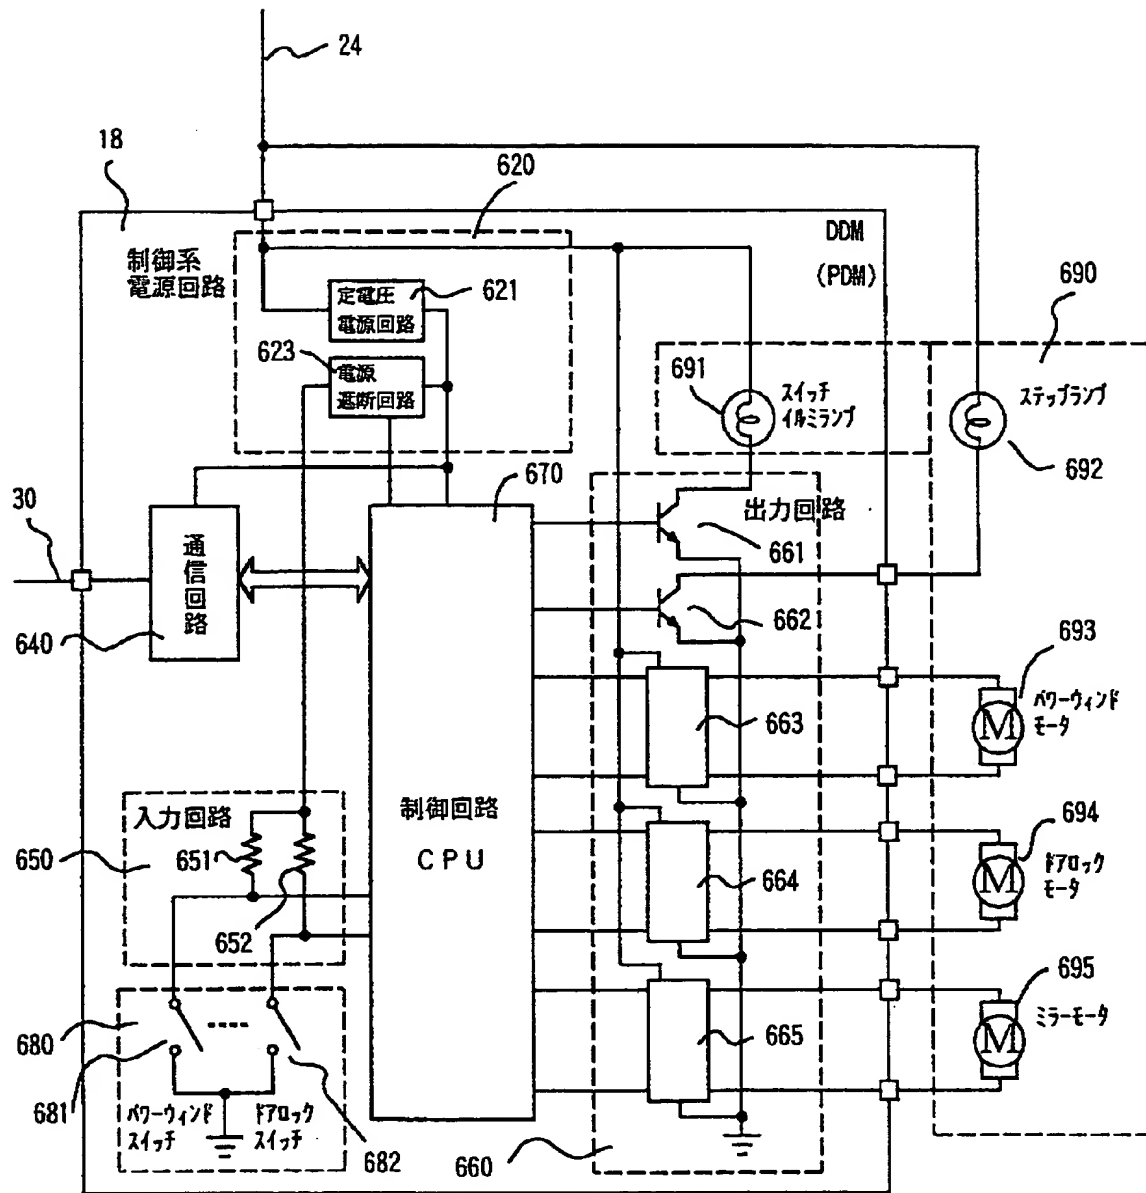 24
18
620
制御系
電源回路
DDM
(PDM)
690
定電圧
電源回路
621
623
電源
遮断回路
691
スイッチ
イルミランプ
ステップランプ
692
670
30
通信回路
640
出力回路
661
662
693
パワーウィンド
モータ
M
663
入力回路
650
651
652
制御回路
CPU
694
ドアロック
モータ
M
664
695
ミラーモータ
M
665
680
681
パワーウィンド
スイッチ
ドアロック
スイッチ
682
660